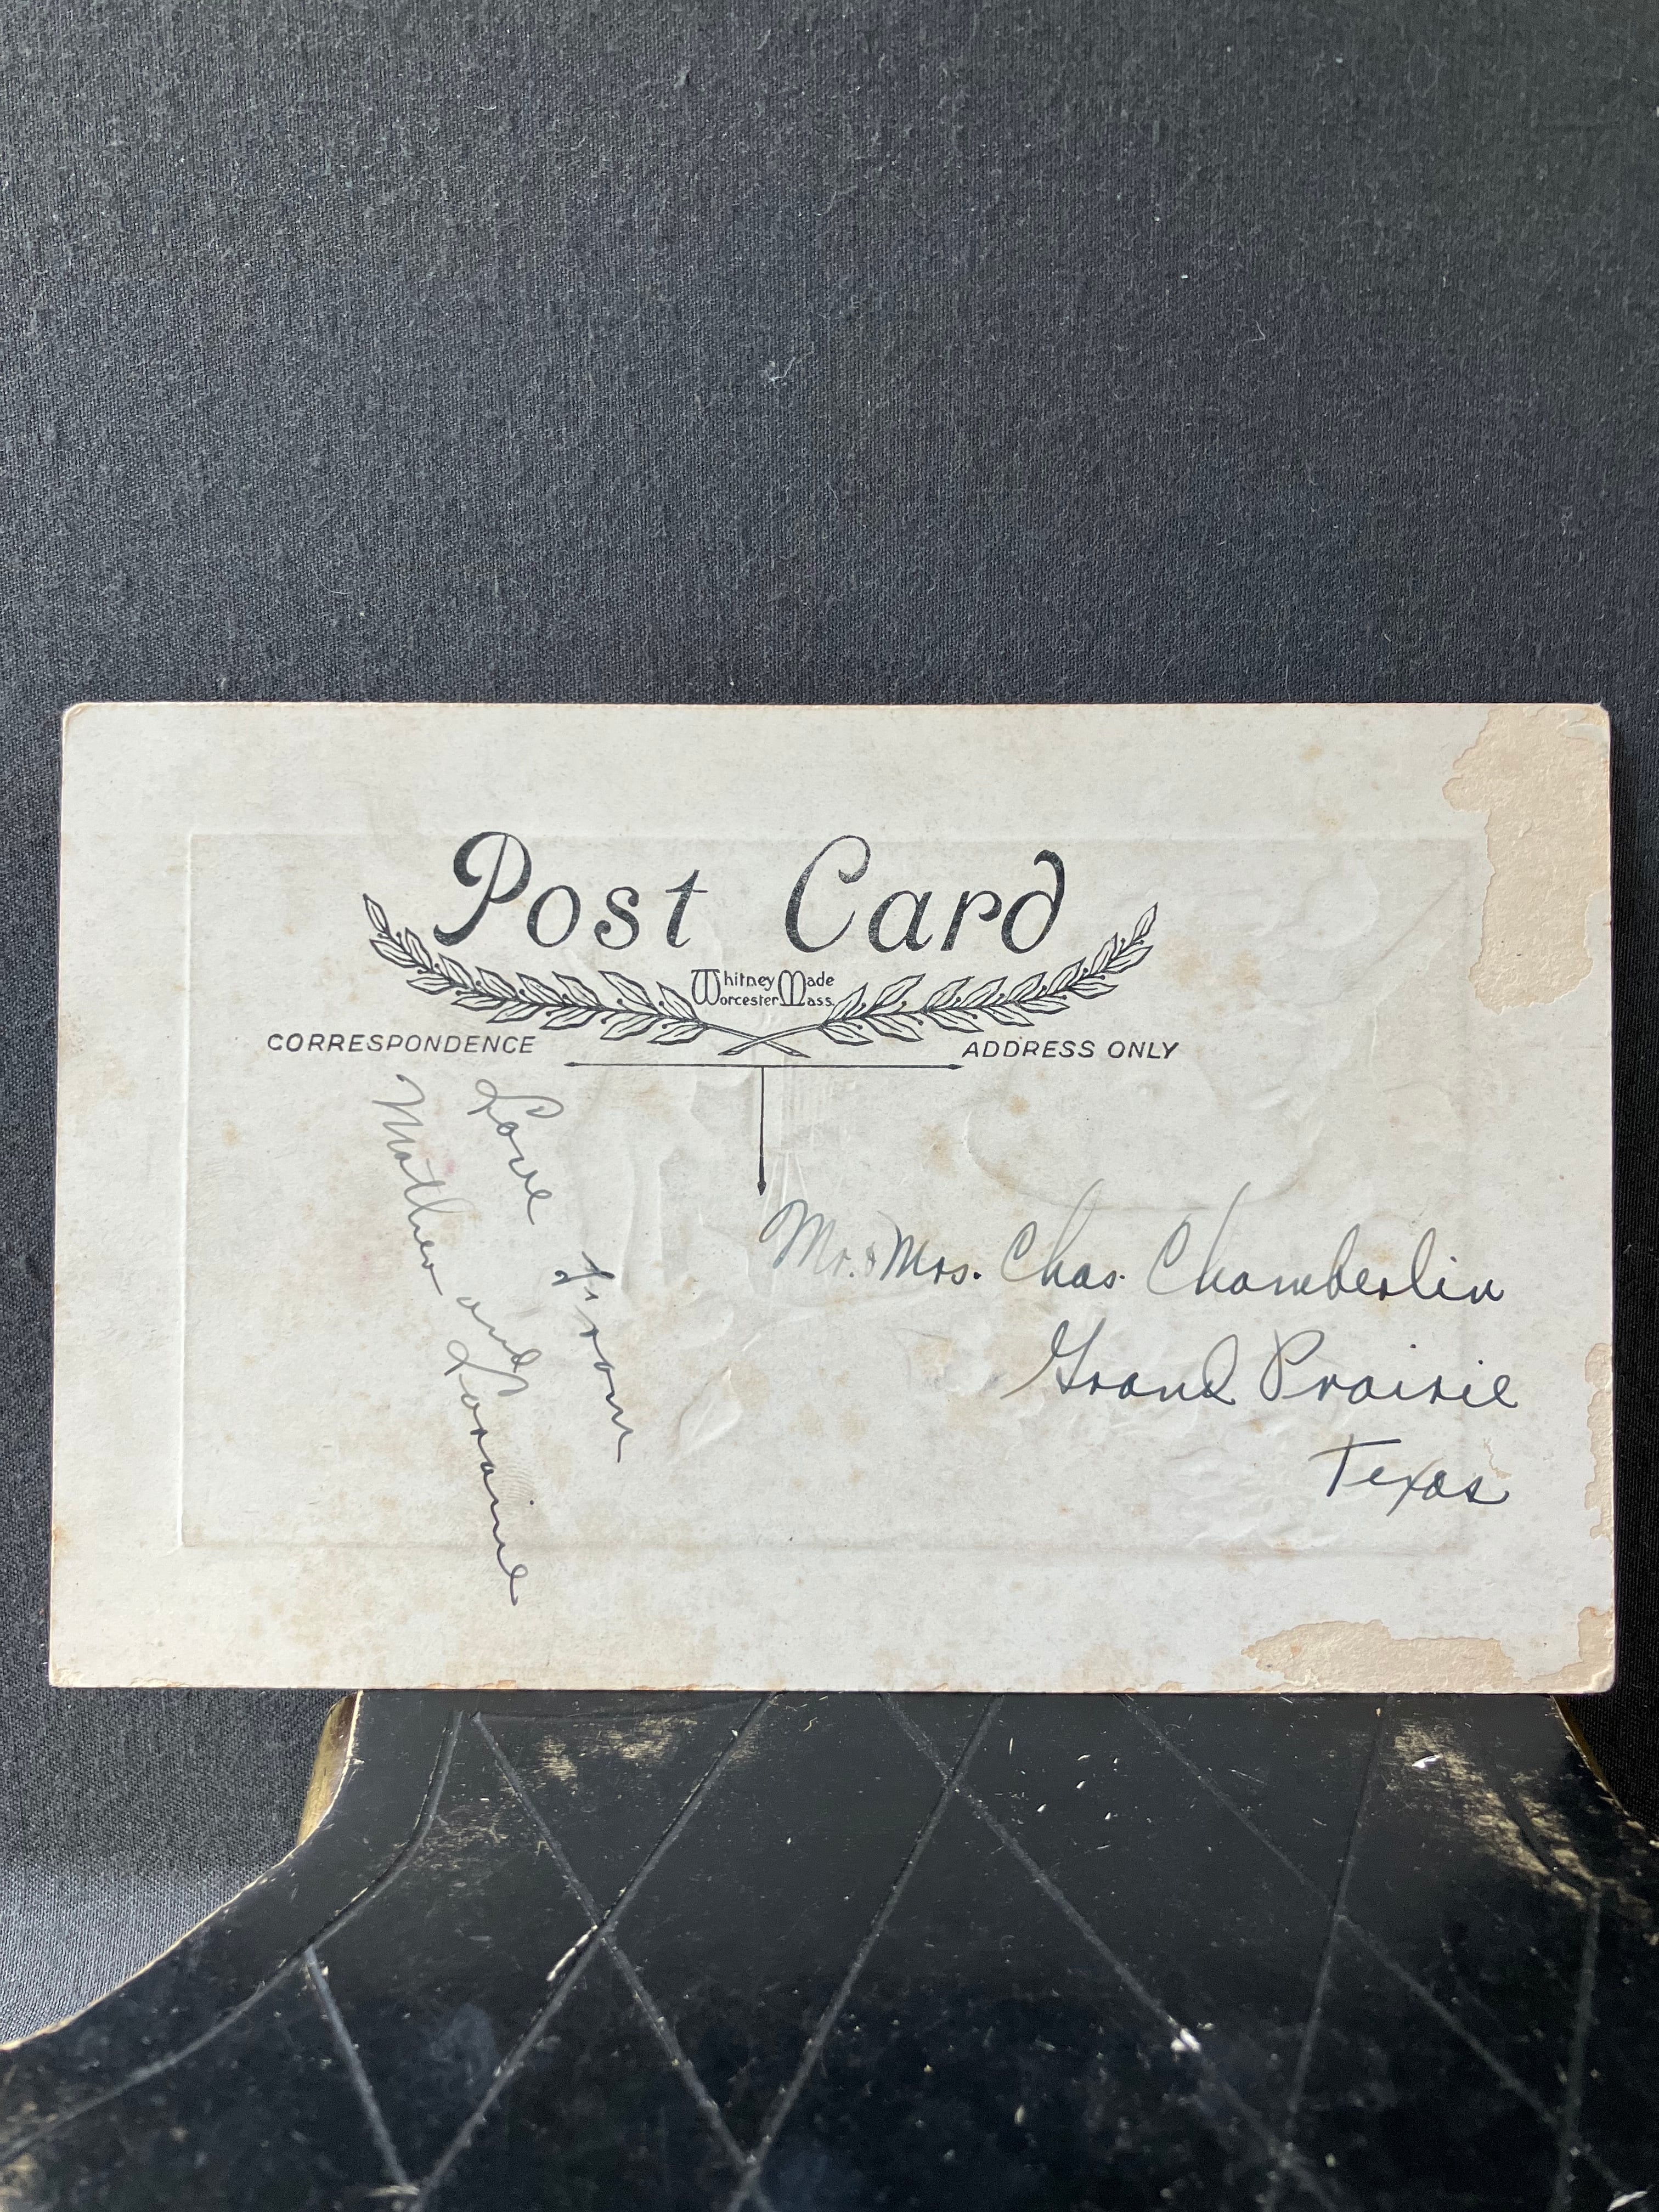 Post Card
Whitney Made
Worcester Mass.
CORRESPONDENCE
ADDRESS ONLY
Love from
Mother and Lorraine
Mr. & Mrs. Chas. Chamberlin
Grand Prairie
Texas